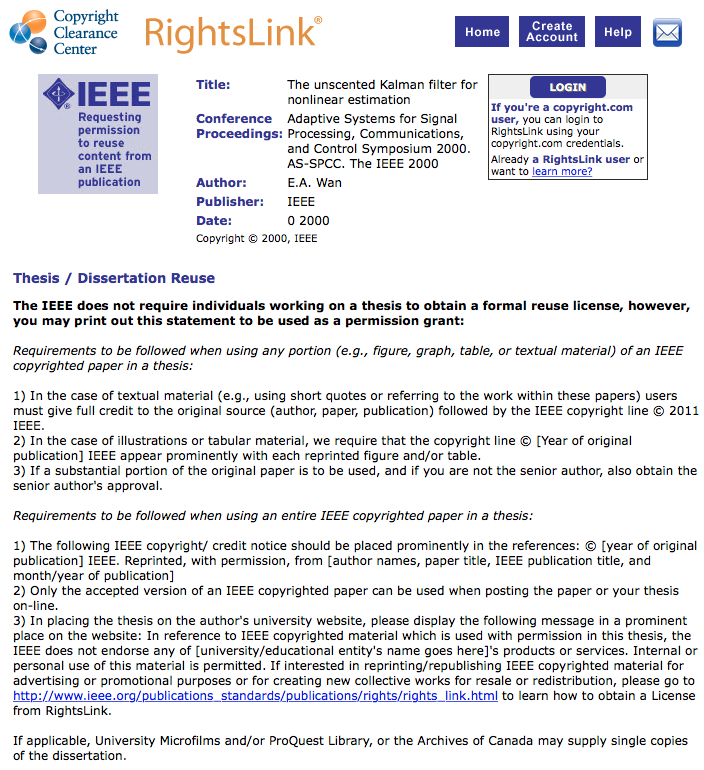 Copyright
Clearance
Center
RightsLink®
Home
Create
Account
Help
IEEE
®
Requesting
permission
to reuse
content from
an IEEE
publication
Title: The unscented Kalman filter for
nonlinear estimation
Conference Proceedings: Adaptive Systems for Signal
Processing, Communications,
and Control Symposium 2000.
AS-SPCC. The IEEE 2000
Author: E.A. Wan
Publisher: IEEE
Date: 0 2000
Copyright © 2000, IEEE
LOGIN
If you're a copyright.com
user, you can login to
RightsLink using your
copyright.com credentials.
Already a RightsLink user or
want to learn more?
Thesis / Dissertation Reuse
The IEEE does not require individuals working on a thesis to obtain a formal reuse license, however,
you may print out this statement to be used as a permission grant:
Requirements to be followed when using any portion (e.g., figure, graph, table, or textual material) of an IEEE
copyrighted paper in a thesis:
1) In the case of textual material (e.g., using short quotes or referring to the work within these papers) users
must give full credit to the original source (author, paper, publication) followed by the IEEE copyright line © 2011
IEEE.
2) In the case of illustrations or tabular material, we require that the copyright line © [Year of original
publication] IEEE appear prominently with each reprinted figure and/or table.
3) If a substantial portion of the original paper is to be used, and if you are not the senior author, also obtain the
senior author's approval.
Requirements to be followed when using an entire IEEE copyrighted paper in a thesis:
1) The following IEEE copyright/ credit notice should be placed prominently in the references: © [year of original
publication] IEEE. Reprinted, with permission, from [author names, paper title, IEEE publication title, and
month/year of publication]
2) Only the accepted version of an IEEE copyrighted paper can be used when posting the paper or your thesis
on-line.
3) In placing the thesis on the author's university website, please display the following message in a prominent
place on the website: In reference to IEEE copyrighted material which is used with permission in this thesis, the
IEEE does not endorse any of [university/educational entity's name goes here]'s products or services. Internal or
personal use of this material is permitted. If interested in reprinting/republishing IEEE copyrighted material for
advertising or promotional purposes or for creating new collective works for resale or redistribution, please go to
http://www.ieee.org/publications_standards/publications/rights/rights_link.html to learn how to obtain a License
from RightsLink.
If applicable, University Microfilms and/or ProQuest Library, or the Archives of Canada may supply single copies
of the dissertation.